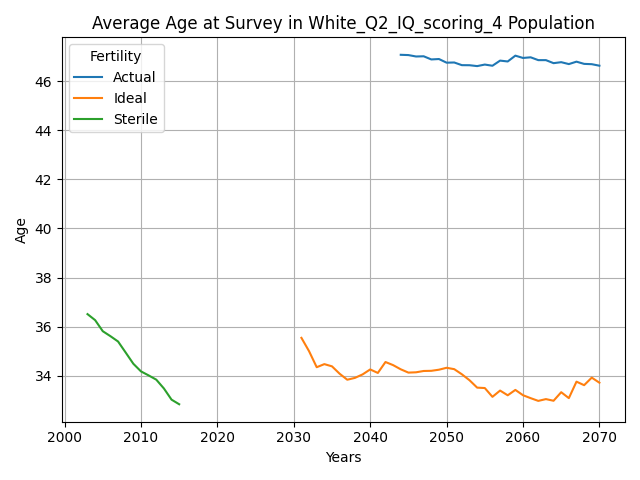 Average Age at Survey in White_Q2_IQ_scoring_4 Population
Fertility
Actual
Ideal
Sterile
46
44
42
40
38
36
34
Age
2000 2010 2020 2030 2040 2050 2060 2070
Years